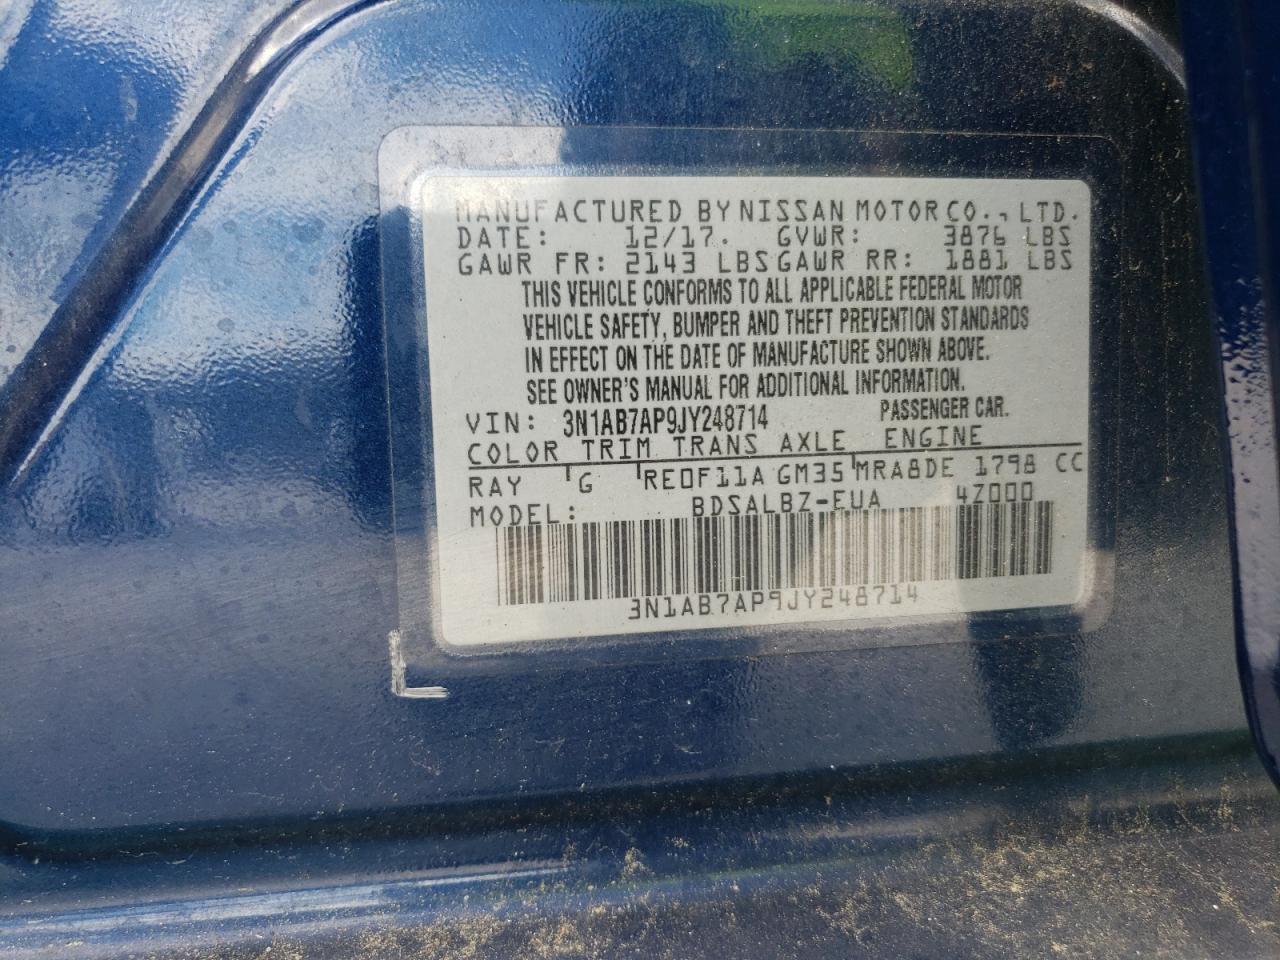 MANUFACTURED BY NISSAN MOTOR CO., LTD.
DATE: 12/17. GVWR: 3876 LBS
GAWR FR: 2143 LBS GAWR RR: 1881 LBS
THIS VEHICLE CONFORMS TO ALL APPLICABLE FEDERAL MOTOR
VEHICLE SAFETY, BUMPER AND THEFT PREVENTION STANDARDS
IN EFFECT ON THE DATE OF MANUFACTURE SHOWN ABOVE.
SEE OWNER'S MANUAL FOR ADDITIONAL INFORMATION.
VIN: 3N1AB7AP9JY248714 PASSENGER CAR.
COLOR TRIM TRANS AXLE ENGINE
RAY G RE0F11A GM35 MRA8DE 1798 CC
MODEL: BDSALBZ-EUA 4Z000
3N1AB7AP9JY248714